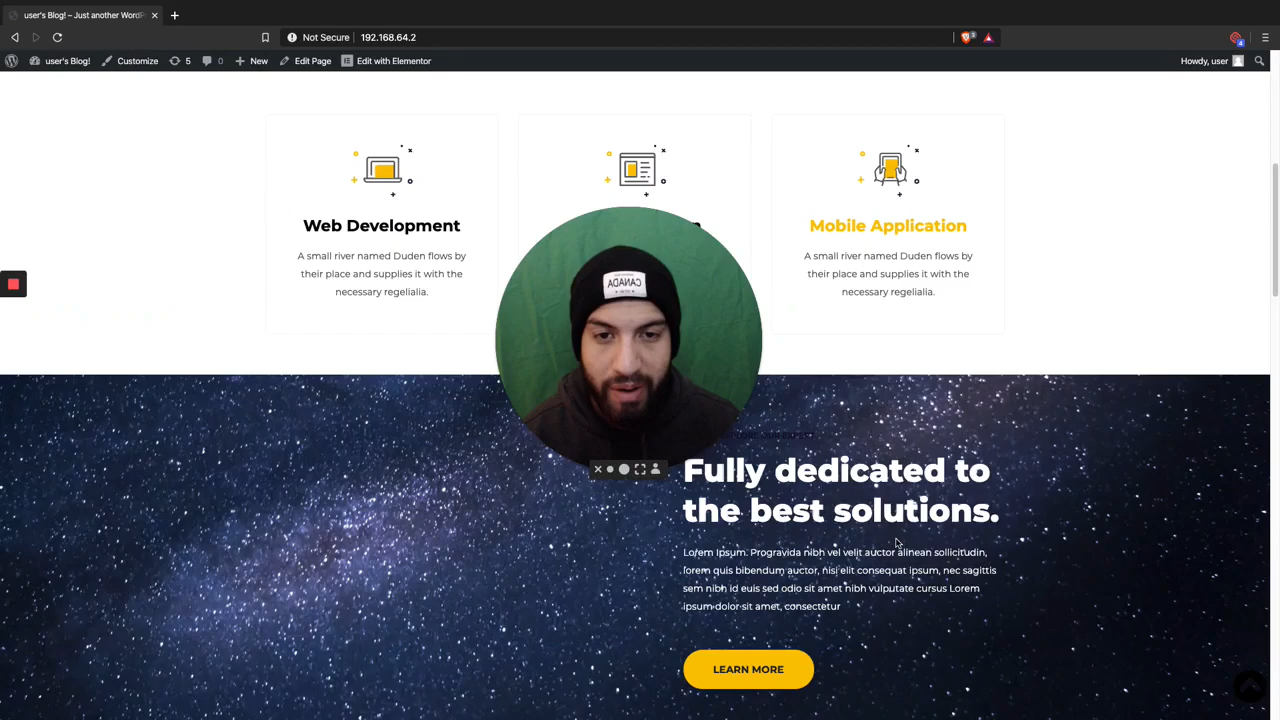 user's Blog! – Just another WordP
Not Secure
192.168.64.2
3
4
user's Blog!
Customize
5
0
New
Edit Page
Edit with Elementor
Howdy, user
Web Development
A small river named Duden flows by
their place and supplies it with the
necessary regelialia.
Mobile Application
A small river named Duden flows by
their place and supplies it with the
necessary regelialia.
CANADA
Fully dedicated to
the best solutions.
Lorem Ipsum. Progravida nibh vel velit auctor alinean sollicitudin,
lorem quis bibendum auctor, nisi elit consequat ipsum, nec sagittis
sem nibh id euis sed odio sit amet nibh vulputate cursus Lorem
ipsum dolor sit amet, consectetur
LEARN MORE